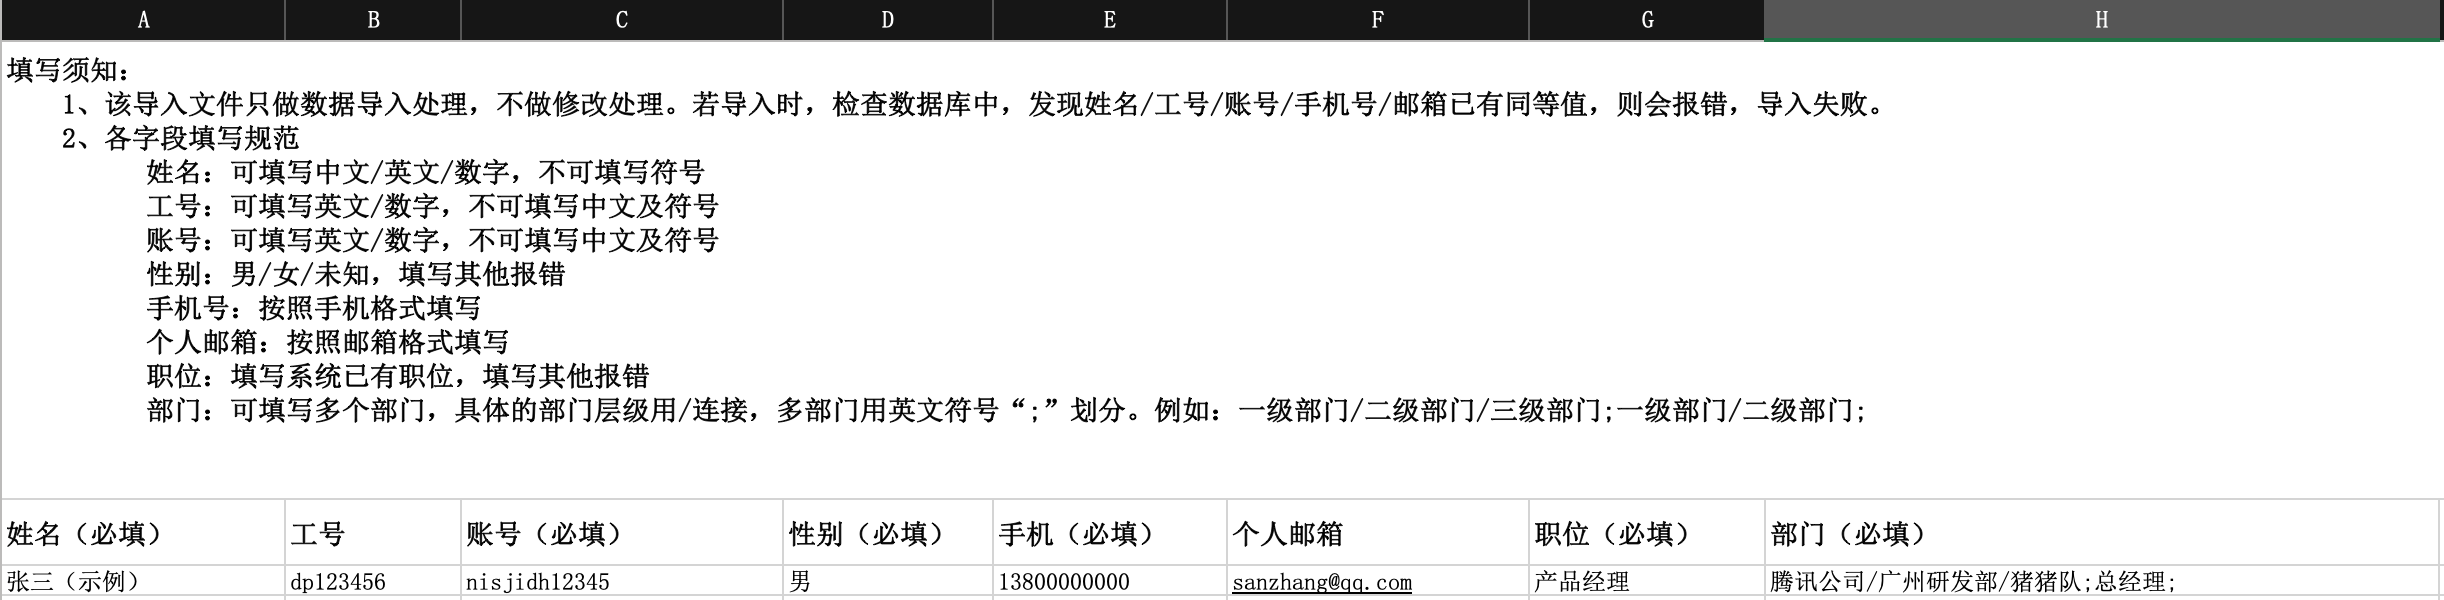 A B C D E F G H
填写须知：
1、该导入文件只做数据导入处理，不做修改处理。若导入时，检查数据库中，发现姓名/工号/账号/手机号/邮箱已有同等值，则会报错，导入失败。
2、各字段填写规范
姓名：可填写中文/英文/数字，不可填写符号
工号：可填写英文/数字，不可填写中文及符号
账号：可填写英文/数字，不可填写中文及符号
性别：男/女/未知，填写其他报错
手机号：按照手机格式填写
个人邮箱：按照邮箱格式填写
职位：填写系统已有职位，填写其他报错
部门：可填写多个部门，具体的部门层级用/连接，多部门用英文符号“;”划分。例如：一级部门/二级部门/三级部门;一级部门/二级部门;
姓名（必填） 工号 账号（必填） 性别（必填） 手机（必填） 个人邮箱 职位（必填） 部门（必填）
张三（示例） dp123456 nisjidh12345 男 13800000000 sanzhang@qq.com 产品经理 腾讯公司/广州研发部/猪猪队;总经理;